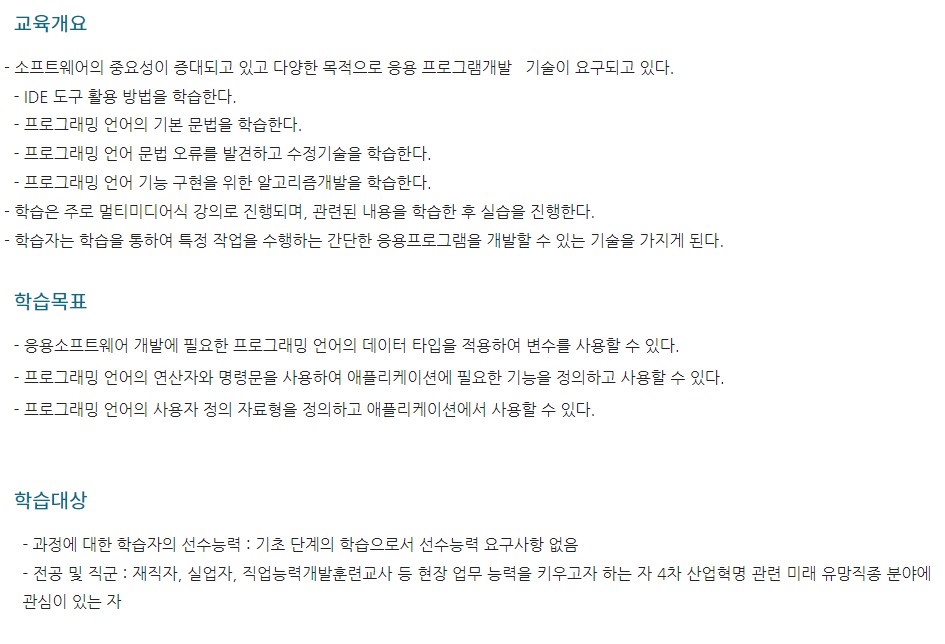 교육개요
- 소프트웨어의 중요성이 증대되고 있고 다양한 목적으로 응용 프로그램개발 기술이 요구되고 있다.
- IDE 도구 활용 방법을 학습한다.
- 프로그래밍 언어의 기본 문법을 학습한다.
- 프로그래밍 언어 문법 오류를 발견하고 수정기술을 학습한다.
- 프로그래밍 언어 기능 구현을 위한 알고리즘개발을 학습한다.
- 학습은 주로 멀티미디어식 강의로 진행되며, 관련된 내용을 학습한 후 실습을 진행한다.
- 학습자는 학습을 통하여 특정 작업을 수행하는 간단한 응용프로그램을 개발할 수 있는 기술을 가지게 된다.
학습목표
- 응용소프트웨어 개발에 필요한 프로그래밍 언어의 데이터 타입을 적용하여 변수를 사용할 수 있다.
- 프로그래밍 언어의 연산자와 명령문을 사용하여 애플리케이션에 필요한 기능을 정의하고 사용할 수 있다.
- 프로그래밍 언어의 사용자 정의 자료형을 정의하고 애플리케이션에서 사용할 수 있다.
학습대상
- 과정에 대한 학습자의 선수능력 : 기초 단계의 학습으로서 선수능력 요구사항 없음
- 전공 및 직군 : 재직자, 실업자, 직업능력개발훈련교사 등 현장 업무 능력을 키우고자 하는 자 4차 산업혁명 관련 미래 유망직종 분야에
관심이 있는 자